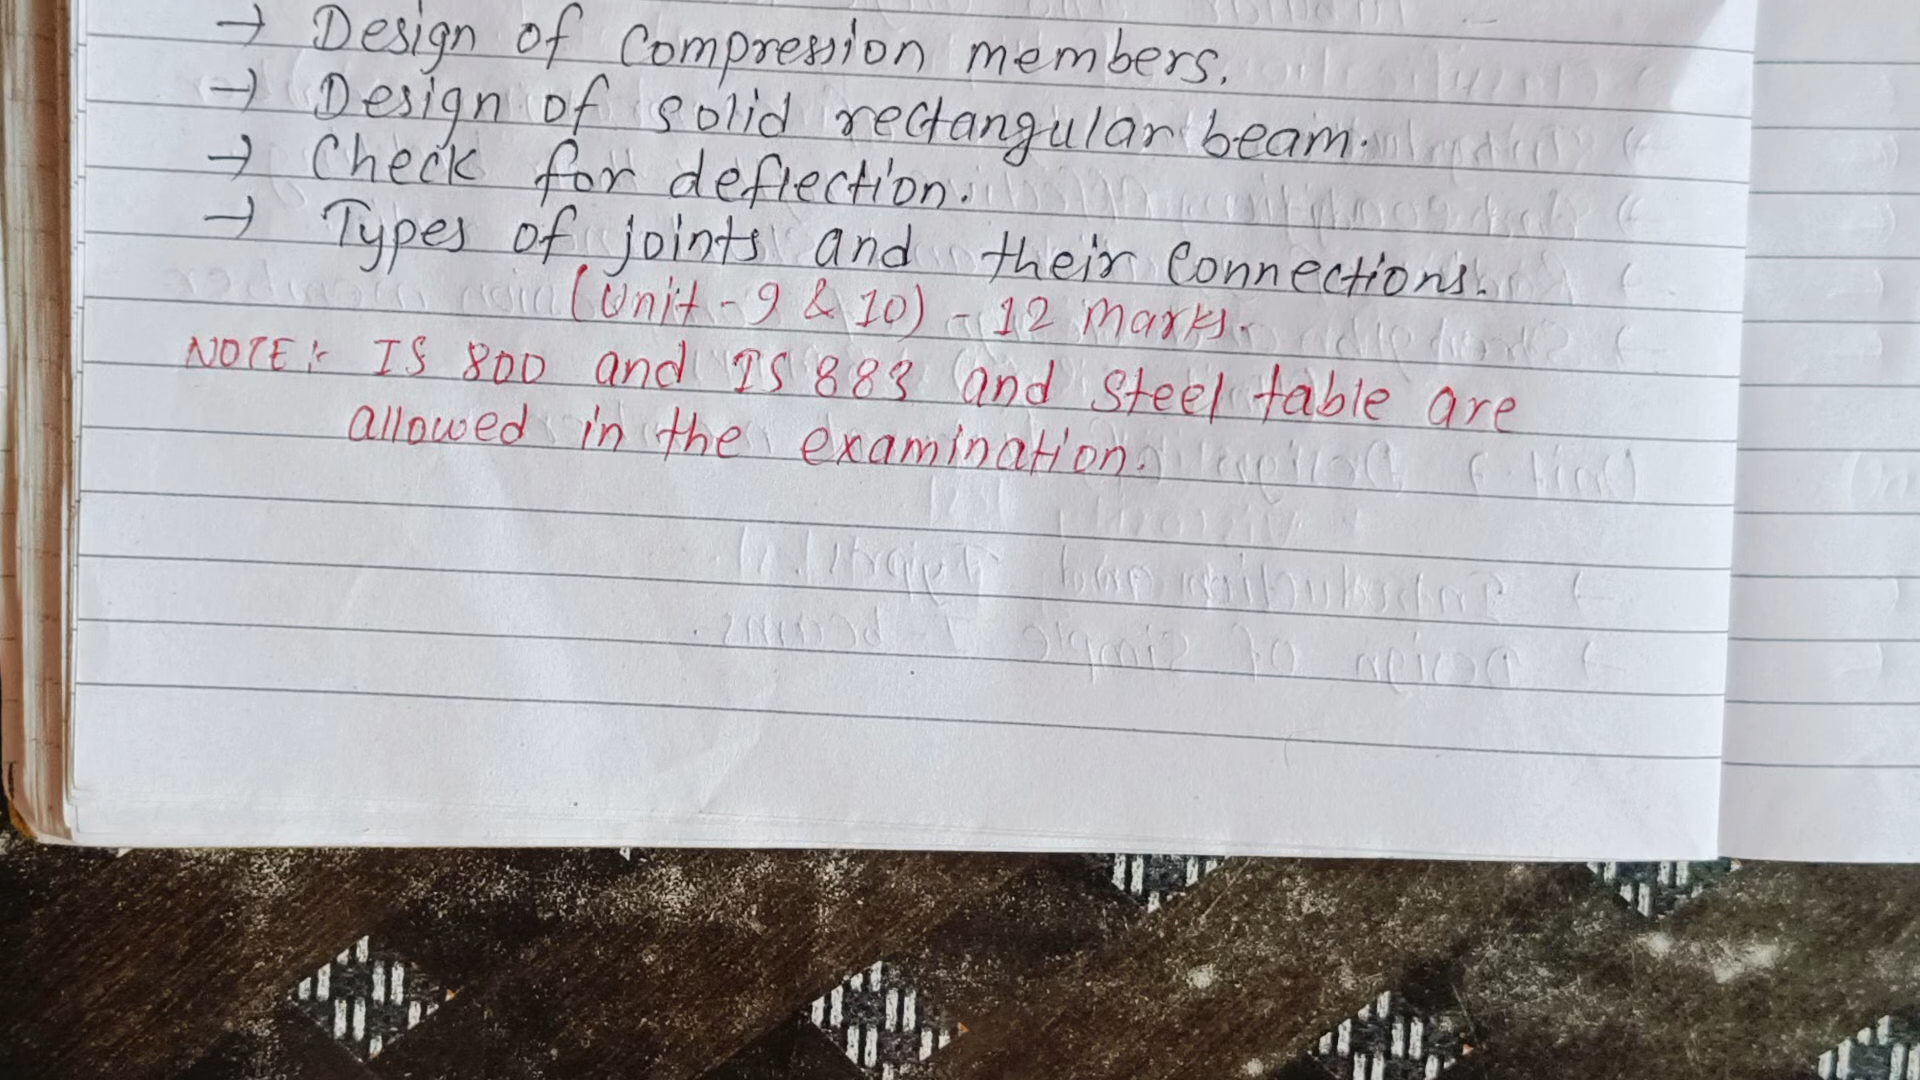 → Design of Compression members.
→ Design of solid rectangular beam.
→ Check for deflection.
→ Types of joints and their Connections.
(Unit - 9 & 10) - 12 Marks.
NOTE :- IS 800 and IS 883 and Steel table are
allowed in the examination.